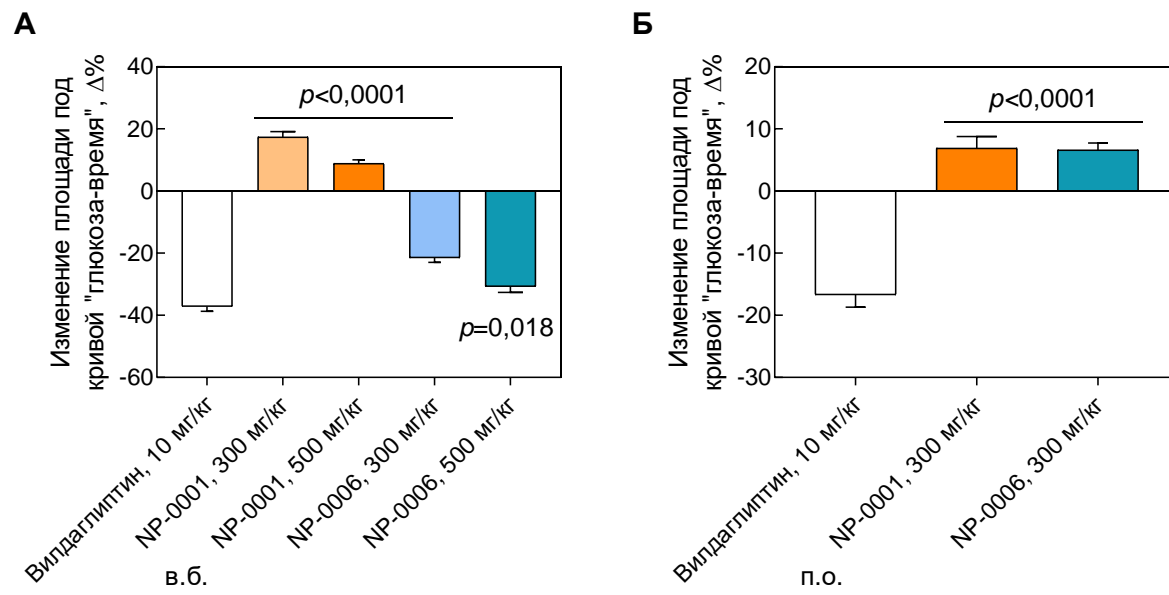 А
Изменение площади под
кривой "глюкоза-время", Δ%
40
20
0
-20
-40
-60
p<0,0001
p=0,018
Вилдаглиптин, 10 мг/кг
NP-0001, 300 мг/кг
NP-0001, 500 мг/кг
NP-0006, 300 мг/кг
NP-0006, 500 мг/кг
в.б.
Б
Изменение площади под
кривой "глюкоза-время", Δ%
20
10
0
-10
-20
-30
p<0,0001
Вилдаглиптин, 10 мг/кг
NP-0001, 300 мг/кг
NP-0006, 300 мг/кг
п.о.